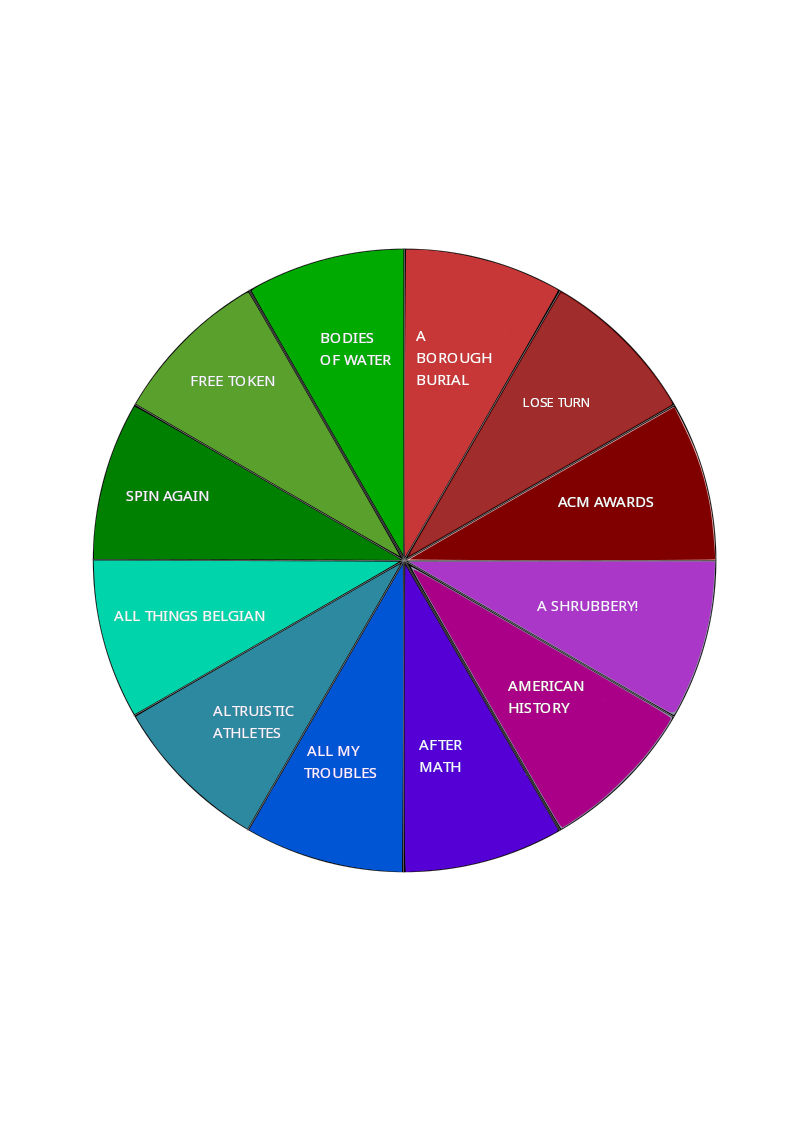 BODIES
OF WATER
A
BOROUGH
BURIAL
FREE TOKEN
LOSE TURN
SPIN AGAIN
ACM AWARDS
ALL THINGS BELGIAN
A SHRUBBERY!
ALTRUISTIC
ATHLETES
AMERICAN
HISTORY
ALL MY
TROUBLES
AFTER
MATH